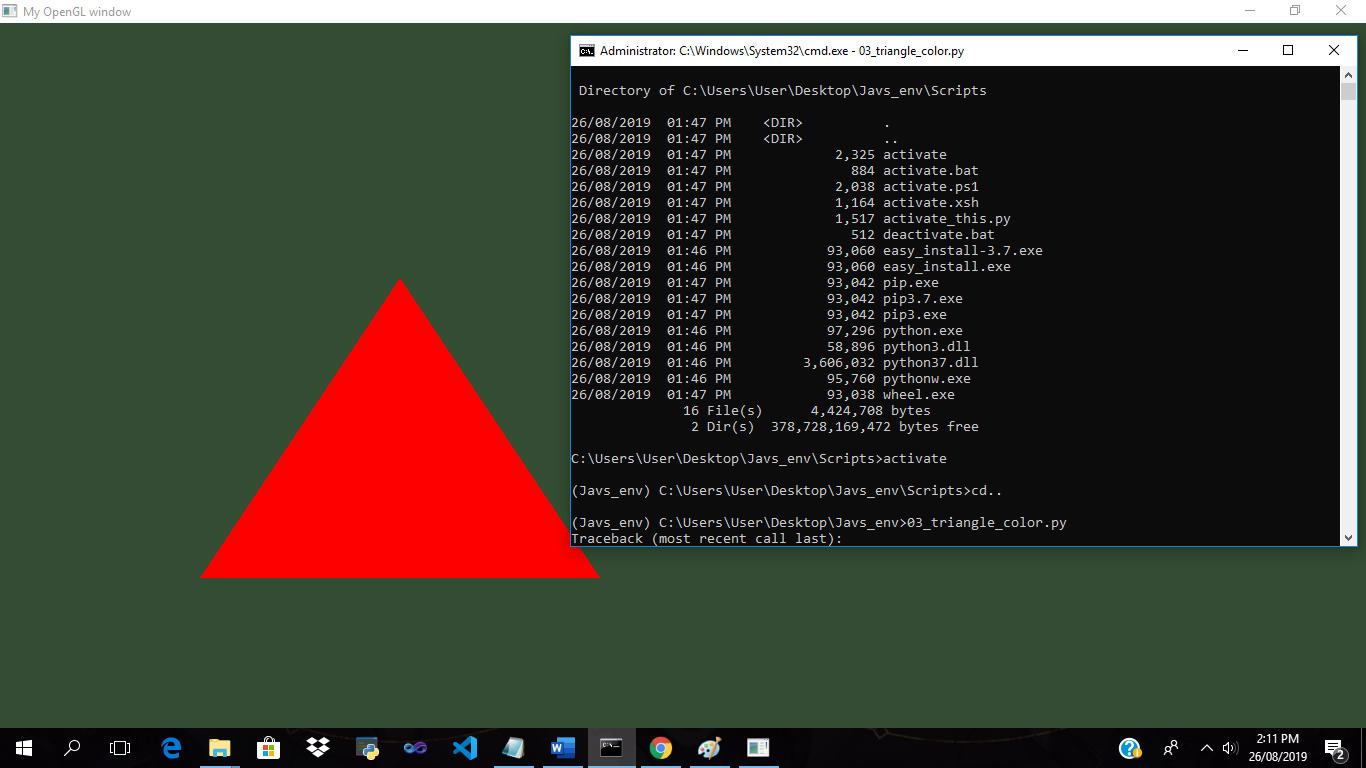 My OpenGL window
Administrator: C:\Windows\System32\cmd.exe - 03_triangle_color.py
Directory of C:\Users\User\Desktop\Javs_env\Scripts
26/08/2019  01:47 PM    <DIR>          .
26/08/2019  01:47 PM    <DIR>          ..
26/08/2019  01:47 PM             2,325 activate
26/08/2019  01:47 PM               884 activate.bat
26/08/2019  01:47 PM             2,038 activate.ps1
26/08/2019  01:47 PM             1,164 activate.xsh
26/08/2019  01:47 PM             1,517 activate_this.py
26/08/2019  01:47 PM               512 deactivate.bat
26/08/2019  01:46 PM            93,060 easy_install-3.7.exe
26/08/2019  01:46 PM            93,060 easy_install.exe
26/08/2019  01:47 PM            93,042 pip.exe
26/08/2019  01:47 PM            93,042 pip3.7.exe
26/08/2019  01:47 PM            93,042 pip3.exe
26/08/2019  01:46 PM            97,296 python.exe
26/08/2019  01:46 PM            58,896 python3.dll
26/08/2019  01:46 PM         3,606,032 python37.dll
26/08/2019  01:46 PM            95,760 pythonw.exe
26/08/2019  01:47 PM            93,038 wheel.exe
16 File(s)      4,424,708 bytes
2 Dir(s)  378,728,169,472 bytes free
C:\Users\User\Desktop\Javs_env\Scripts>activate
(Javs_env) C:\Users\User\Desktop\Javs_env\Scripts>cd..
(Javs_env) C:\Users\User\Desktop\Javs_env>03_triangle_color.py
Traceback (most recent call last):
2:11 PM
26/08/2019
2